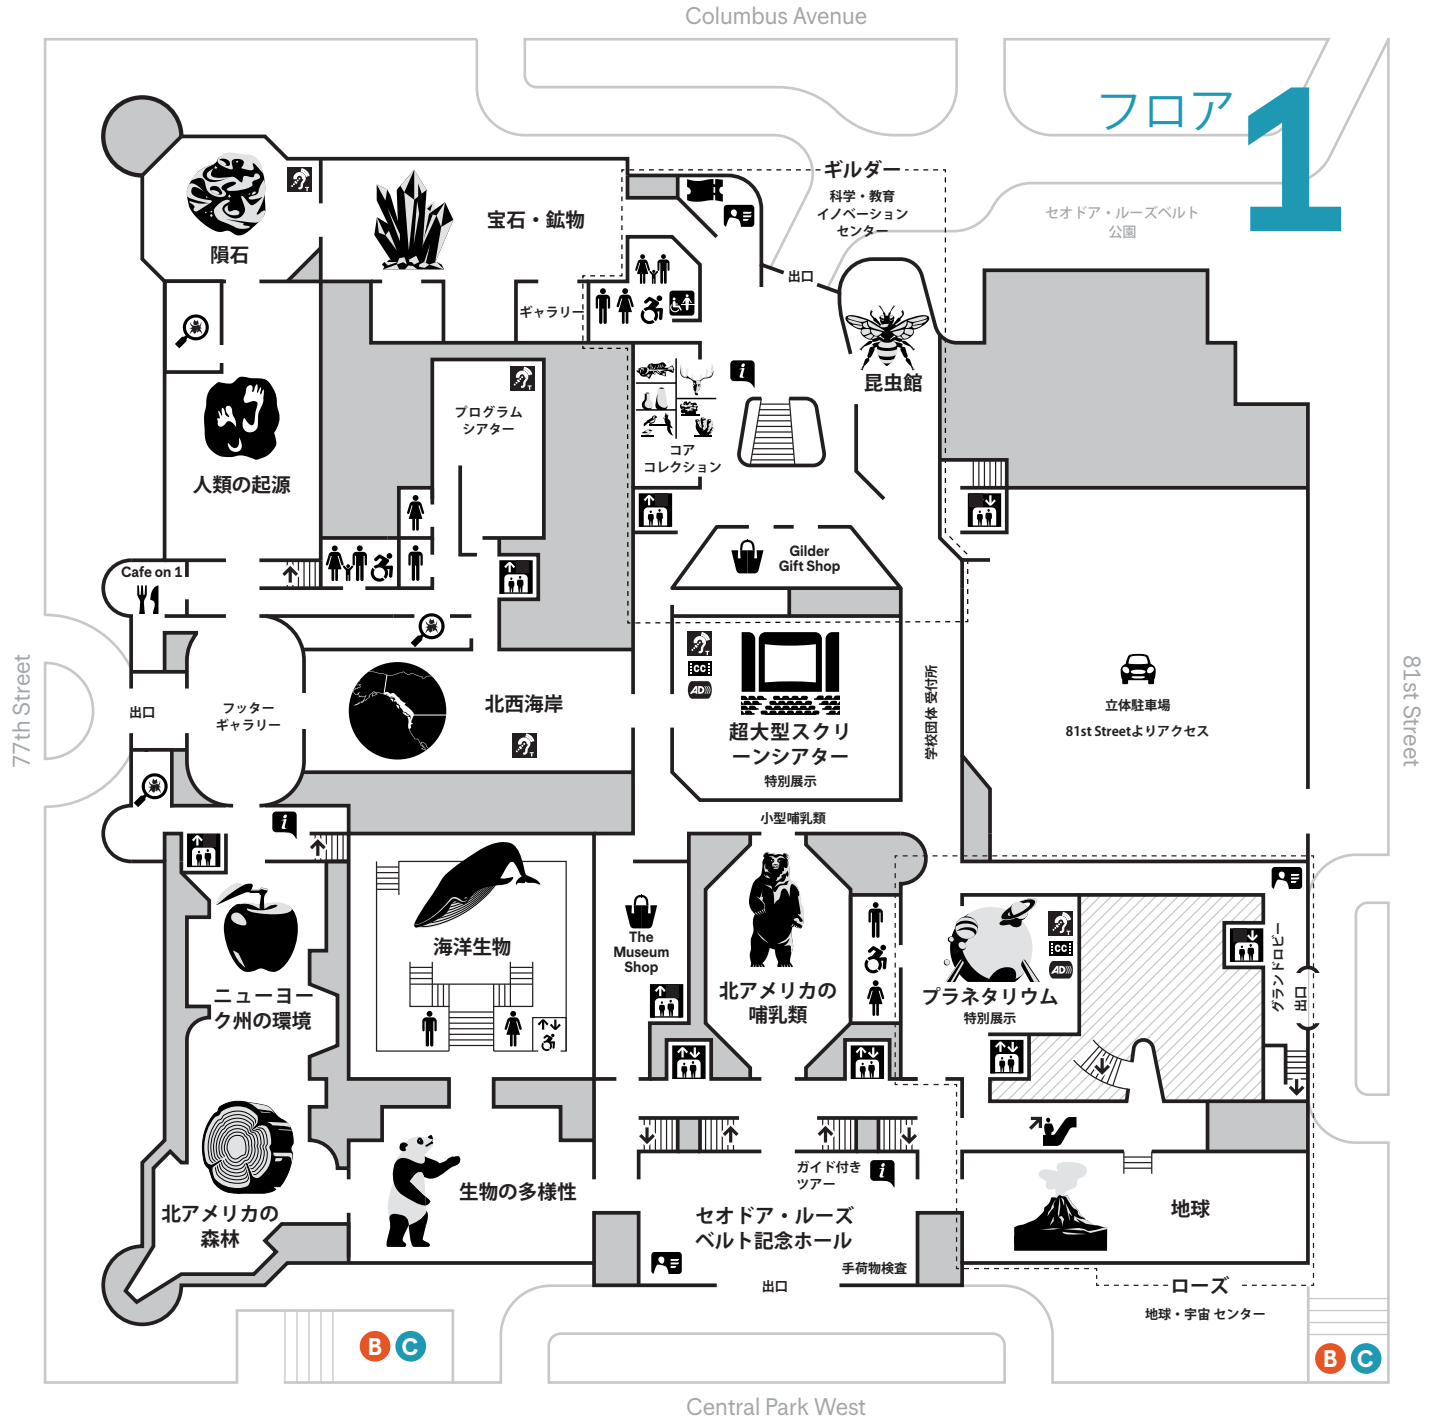 Columbus Avenue
フロア 1
ギルダー
科学・教育
イノベーション
センター
セオドア・ルーズベルト
公園
隕石
宝石・鉱物
出口
ギャラリー
i
昆虫館
プログラム
シアター
コア
コレクション
人類の起源
Gilder
Gift Shop
Cafe on 1
77th Street
81st Street
出口
フッター
ギャラリー
北西海岸
T
T
CC
AD
超大型スクリ
ーンシアター
特別展示
学校団体 受付所
立体駐車場
81st Streetよりアクセス
小型哺乳類
i
海洋生物
The
Museum
Shop
北アメリカの
哺乳類
T
CC
AD
プラネタリウム
特別展示
グランドロビー
出口
ニューヨー
ク州の環境
北アメリカの
森林
生物の多様性
ガイド付き
ツアー
i
セオドア・ルーズ
ベルト記念ホール
手荷物検査
出口
地球
ローズ
地球・宇宙 センター
B C
B C
Central Park West